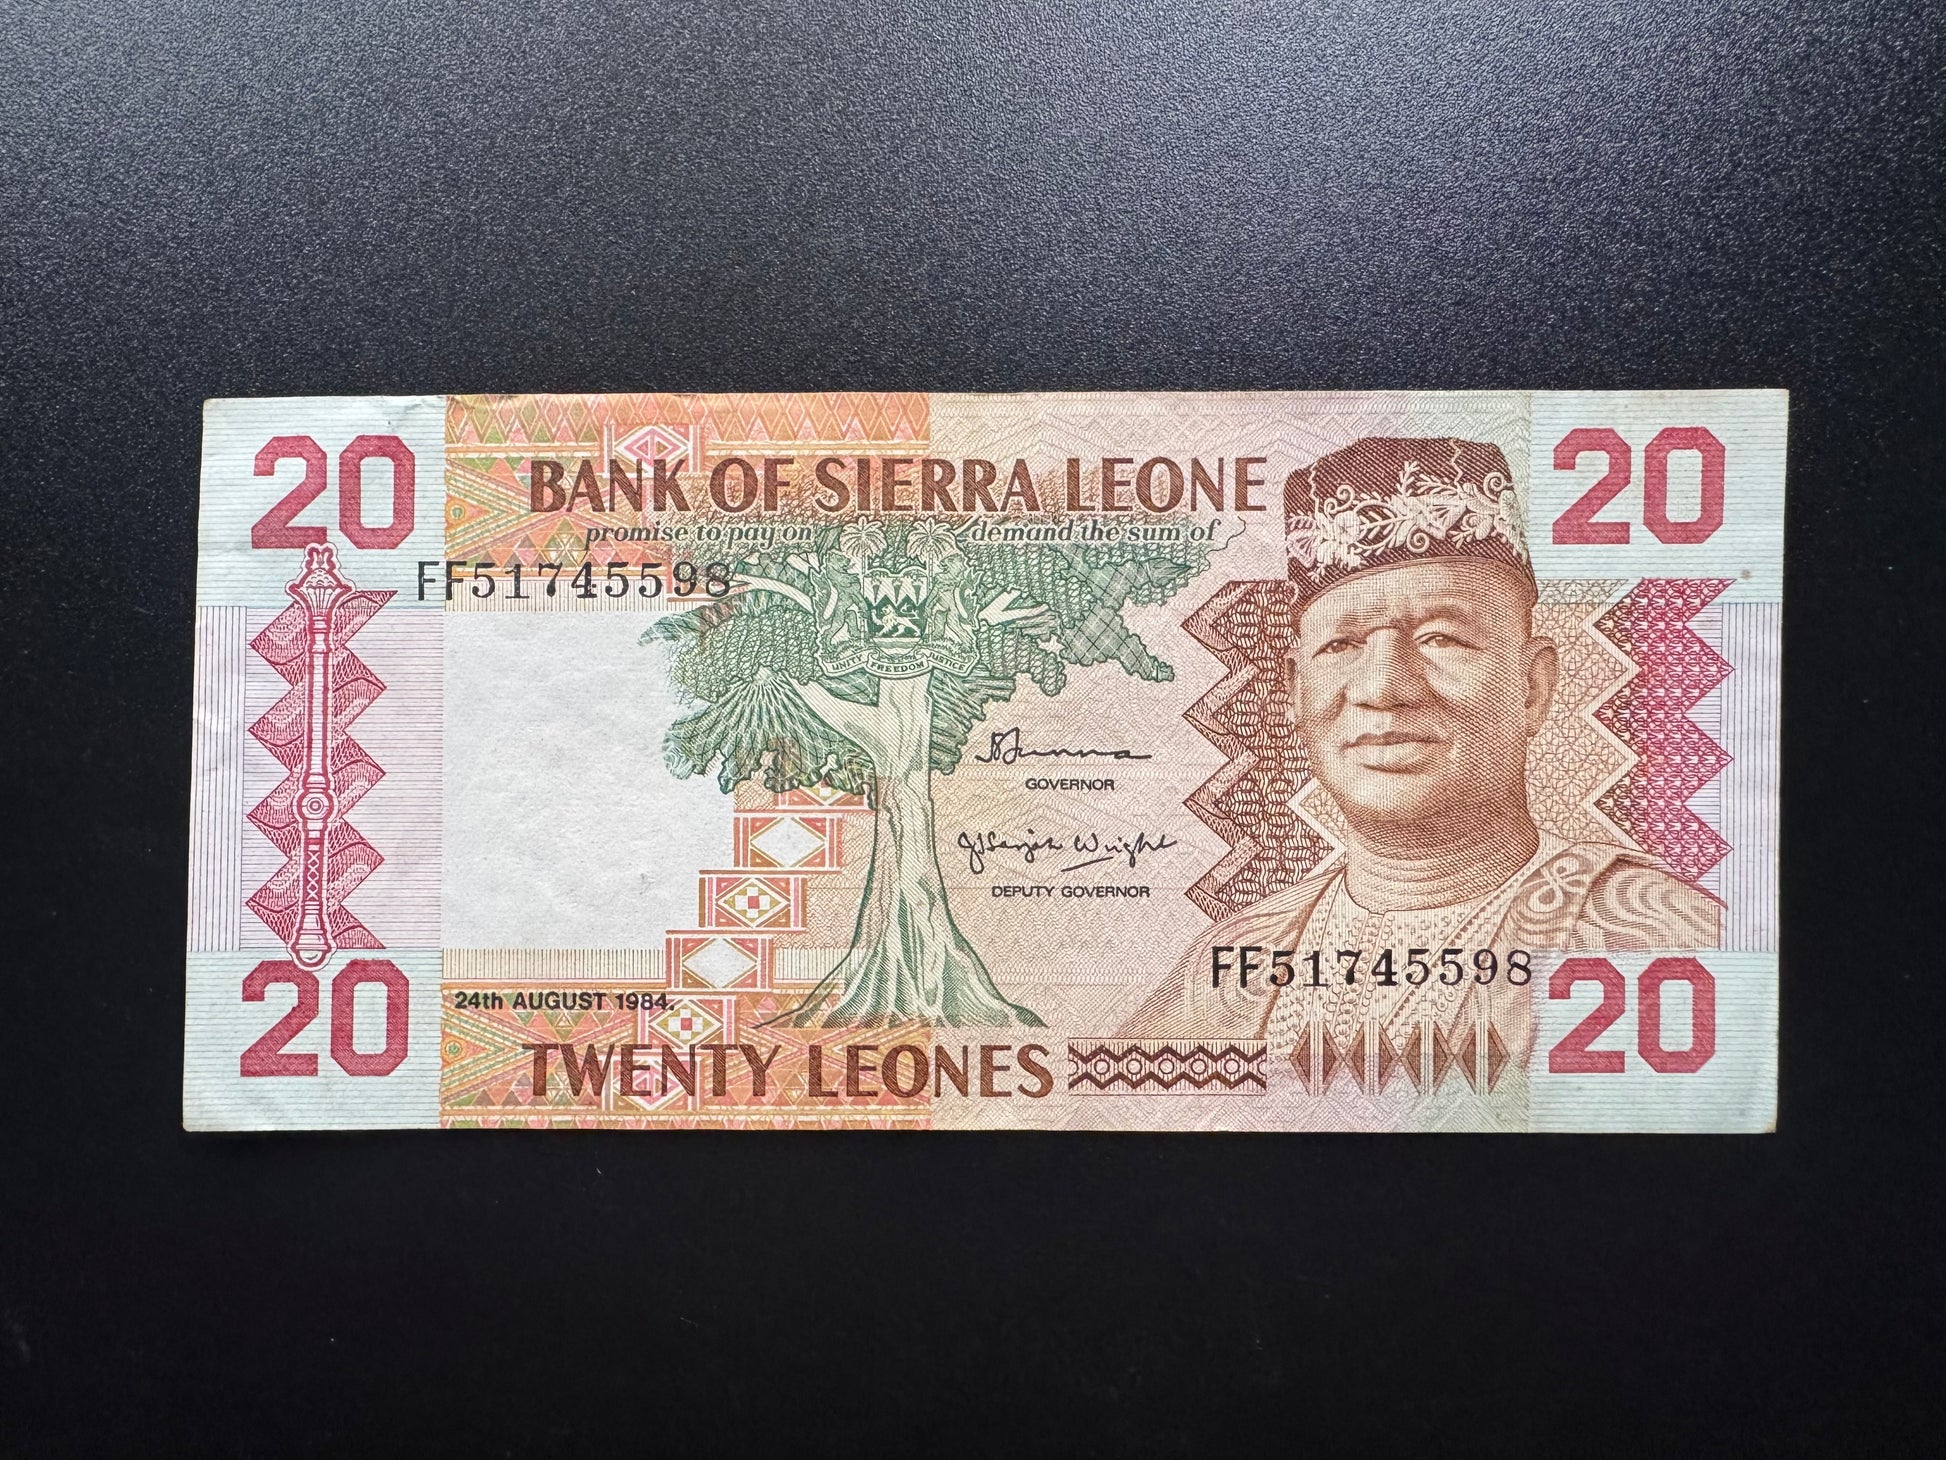 20
20
BANK OF SIERRA LEONE
promise to pay on demand the sum of
FF51745598
UNITY FREEDOM JUSTICE
GOVERNOR
DEPUTY GOVERNOR
FF51745598
24th AUGUST 1984.
TWENTY LEONES
20
20